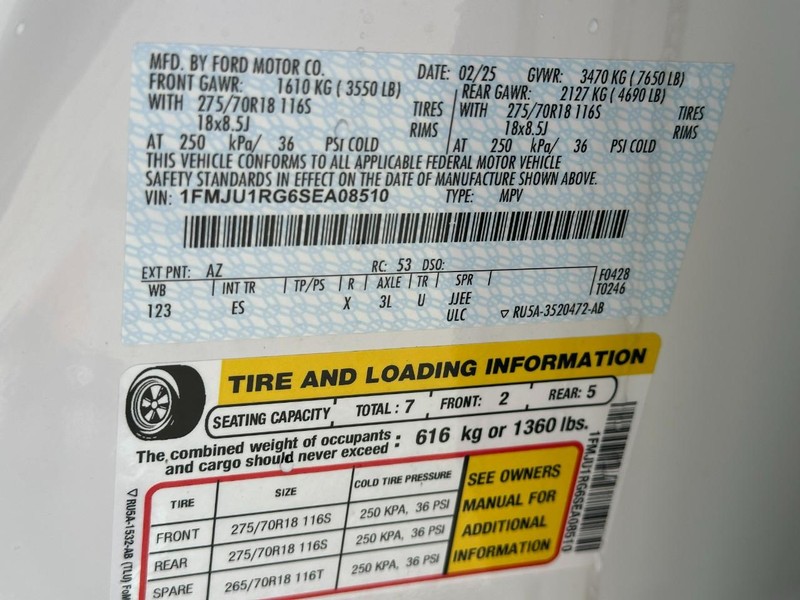 MFD. BY FORD MOTOR CO. DATE: 02/25 GVWR: 3470 KG ( 7650 LB)
FRONT GAWR: 1610 KG ( 3550 LB) REAR GAWR: 2127 KG ( 4690 LB)
WITH 275/70R18 116S TIRES WITH 275/70R18 116S TIRES
18x8.5J RIMS 18x8.5J RIMS
AT 250 kPa/ 36 PSI COLD AT 250 kPa/ 36 PSI COLD
THIS VEHICLE CONFORMS TO ALL APPLICABLE FEDERAL MOTOR VEHICLE
SAFETY STANDARDS IN EFFECT ON THE DATE OF MANUFACTURE SHOWN ABOVE.
VIN: 1FMJU1RG6SEA08510 TYPE: MPV
EXT PNT: AZ RC: 53 DSO:
WB INT TR TP/PS R AXLE TR SPR F0428
123 ES X 3L U JJEE T0246
ULC ▽ RU5A-3520472-AB
TIRE AND LOADING INFORMATION
SEATING CAPACITY TOTAL : 7 FRONT: 2 REAR: 5
The combined weight of occupants
and cargo should never exceed : 616 kg or 1360 lbs.
TIRE SIZE COLD TIRE PRESSURE
FRONT 275/70R18 116S 250 KPA, 36 PSI
REAR 275/70R18 116S 250 KPA, 36 PSI
SPARE 265/70R18 116T 250 KPA, 36 PSI
SEE OWNERS
MANUAL FOR
ADDITIONAL
INFORMATION
1FMJU1RG6SEA08510
▽ RU5A-1532-AB (TLU)